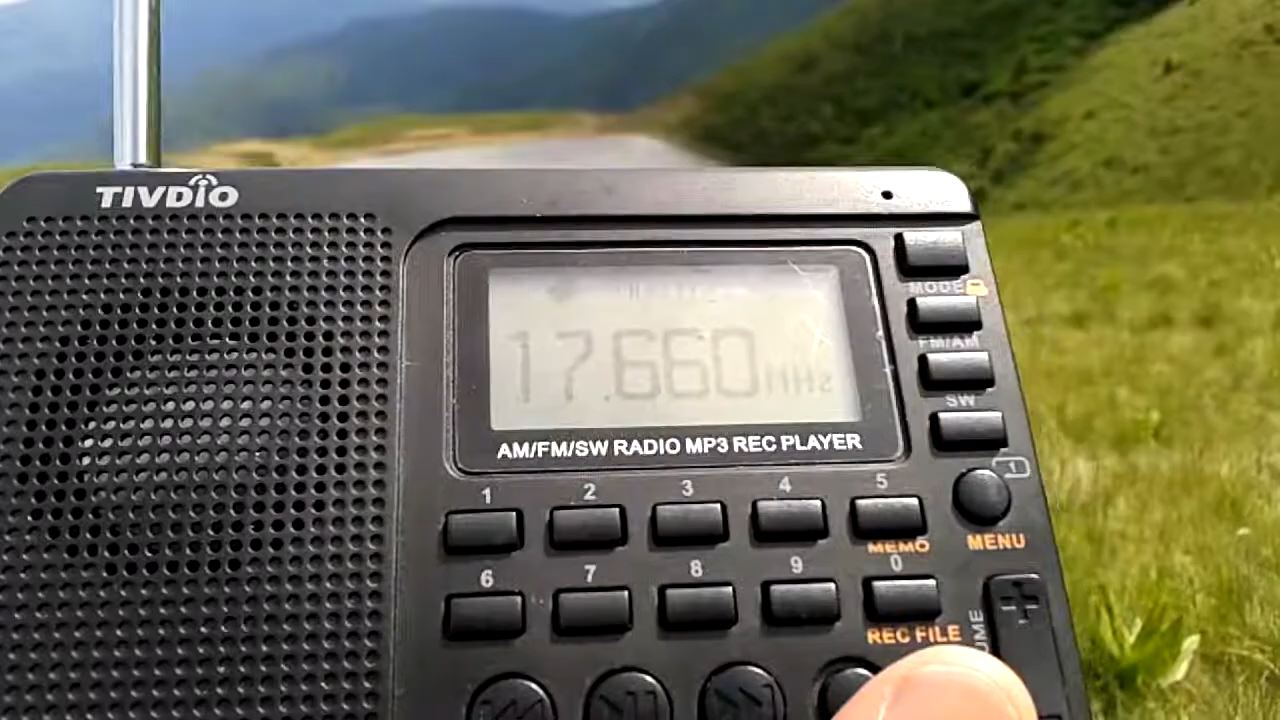 TIVDIO
17.660 MHz
MODE
FM/AM
SW
AM/FM/SW RADIO MP3 REC PLAYER
1 2 3 4 5
1
MEMO
MENU
6 7 8 9 0
REC FILE